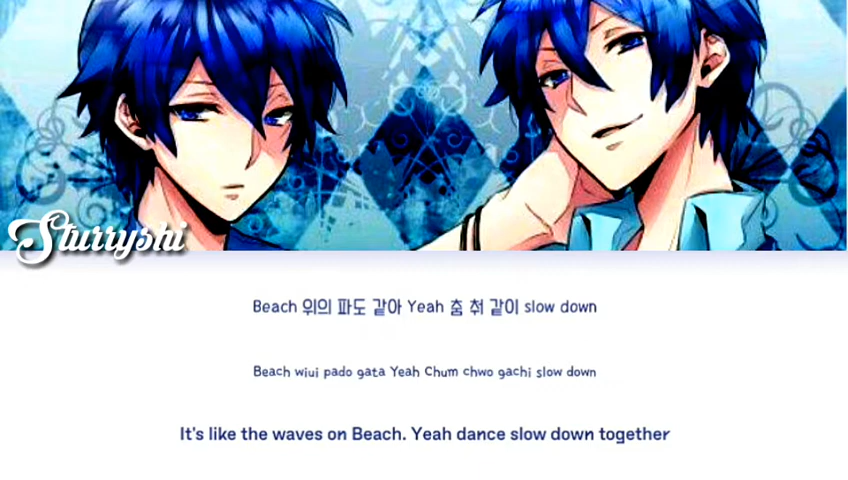 Sturryshi
Beach 위의 파도 같아 Yeah 춤 춰 같이 slow down
Beach wiui pado gata Yeah Chum chwo gachi slow down
It's like the waves on Beach. Yeah dance slow down together